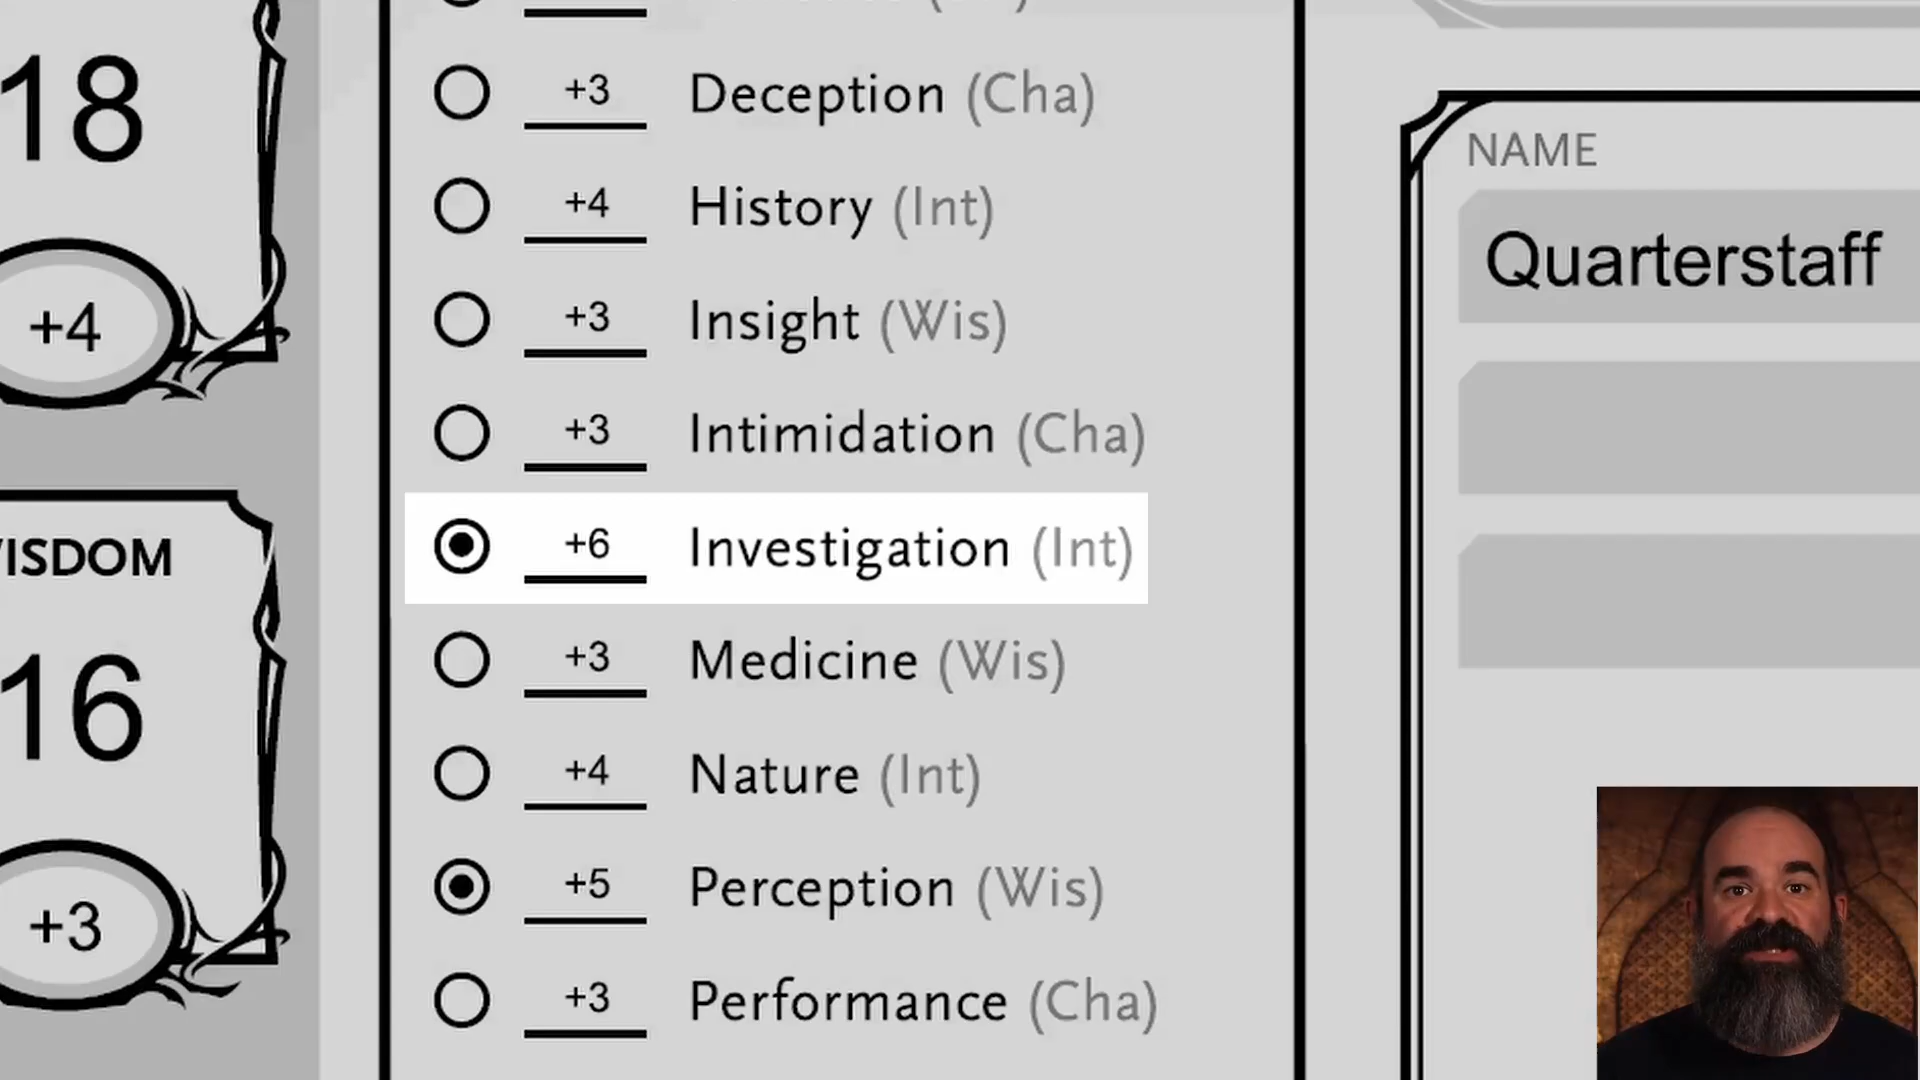 18
+4
WISDOM
16
+3
+3 Deception (Cha)
+4 History (Int)
+3 Insight (Wis)
+3 Intimidation (Cha)
+6 Investigation (Int)
+3 Medicine (Wis)
+4 Nature (Int)
+5 Perception (Wis)
+3 Performance (Cha)
NAME
Quarterstaff